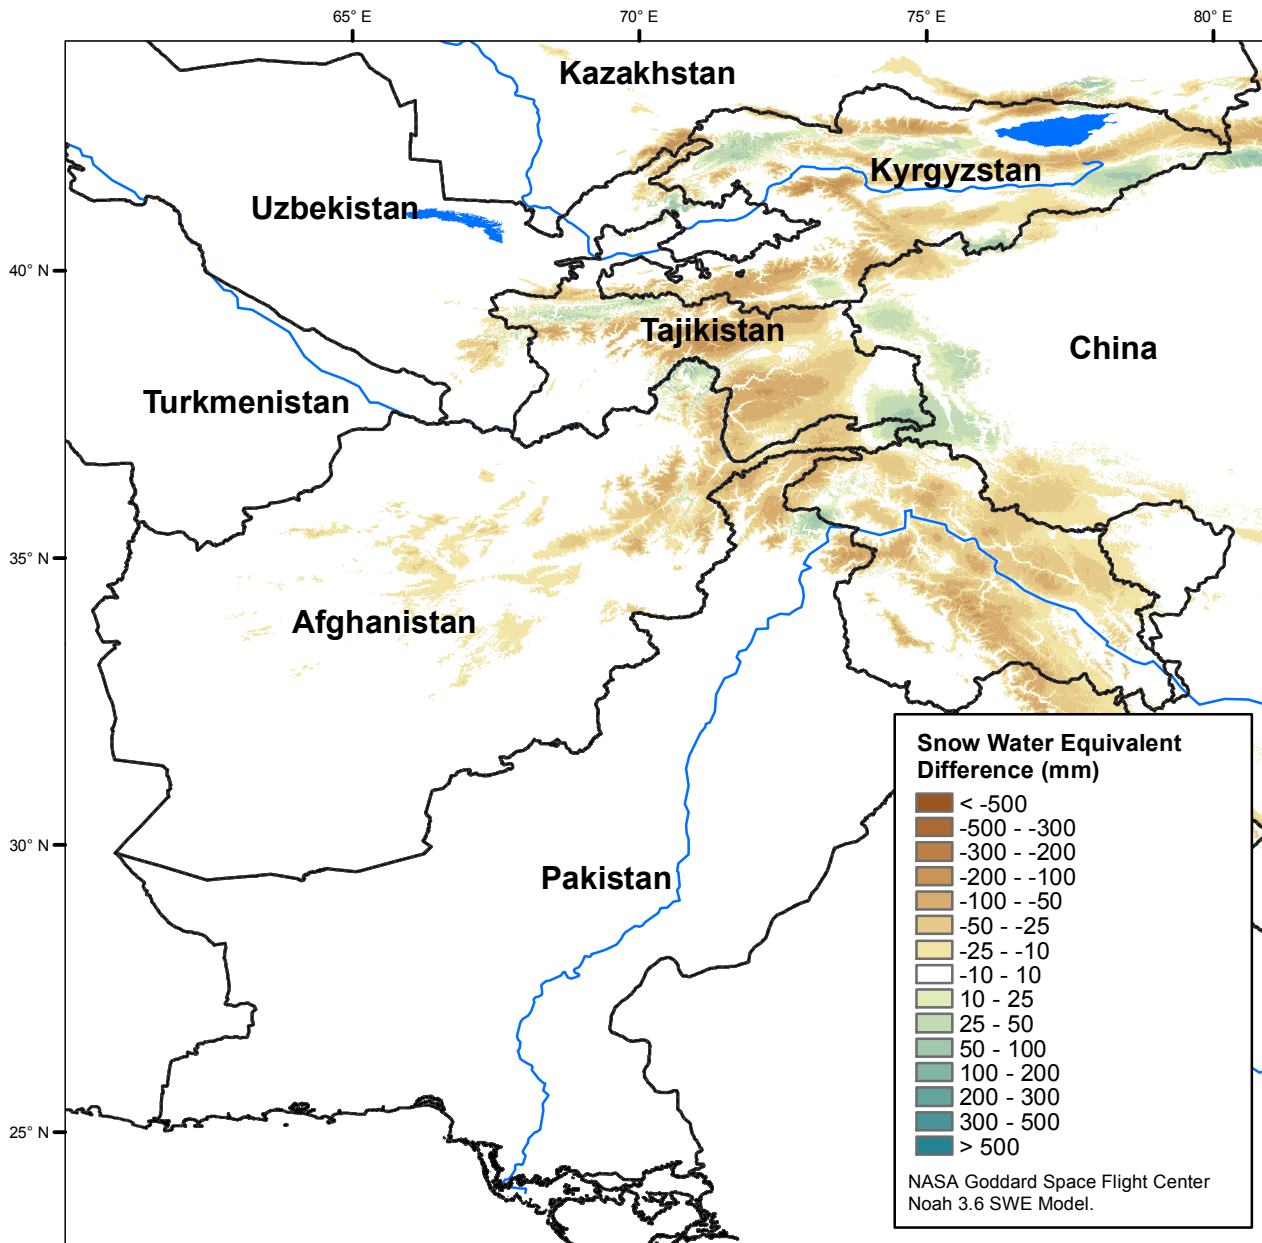 65° E
70° E
75° E
80° E
Kazakhstan
Kyrgyzstan
Uzbekistan
40° N
Tajikistan
China
Turkmenistan
35° N
Afghanistan
30° N
Pakistan
25° N
Snow Water Equivalent
Difference (mm)
< -500
-500 - -300
-300 - -200
-200 - -100
-100 - -50
-50 - -25
-25 - -10
-10 - 10
10 - 25
25 - 50
50 - 100
100 - 200
200 - 300
300 - 500
> 500
NASA Goddard Space Flight Center
Noah 3.6 SWE Model.